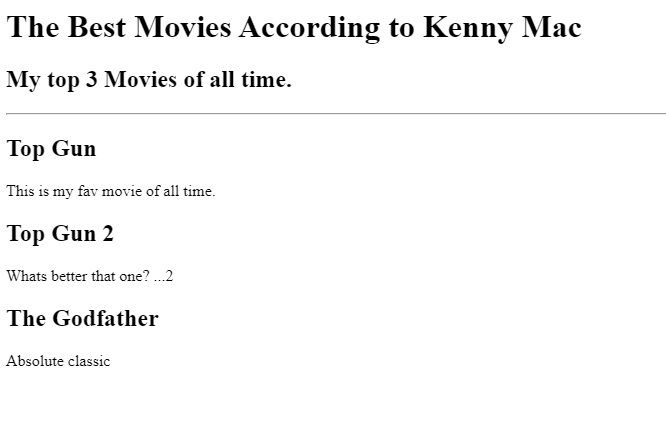 The Best Movies According to Kenny Mac
My top 3 Movies of all time.
Top Gun
This is my fav movie of all time.
Top Gun 2
Whats better that one? ...2
The Godfather
Absolute classic